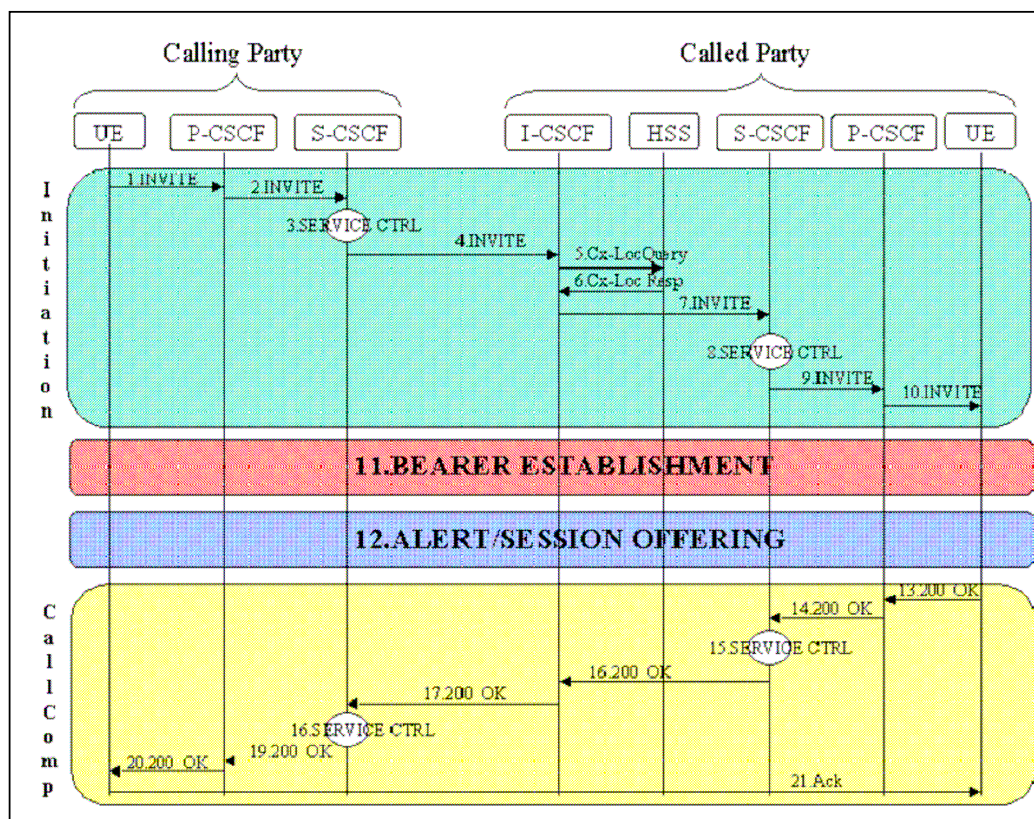 Calling Party
Called Party
UE
P-CSCF
S-CSCF
I-CSCF
HSS
S-CSCF
P-CSCF
UE
Initiation
1.INVITE
2.INVITE
3.SERVICE CTRL
4.INVITE
5.Cx-LocQuery
6.Cx-Loc Resp
7.INVITE
8.SERVICE CTRL
9.INVITE
10.INVITE
11.BEARER ESTABLISHMENT
12.ALERT/SESSION OFFERING
Call Comp
13.200 OK
14.200 OK
15.SERVICE CTRL
16.200 OK
17.200 OK
16.SERVICE CTRL
19.200 OK
20.200 OK
21.Ack